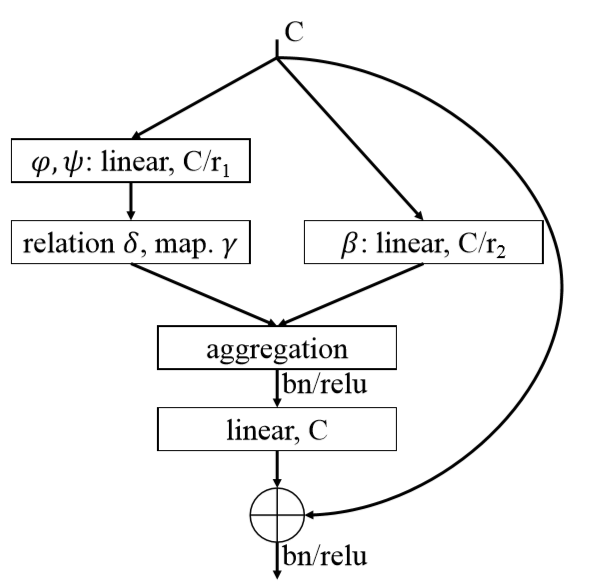 C
φ, ψ: linear, C/r₁
relation δ, map. γ
β: linear, C/r₂
aggregation
bn/relu
linear, C
bn/relu